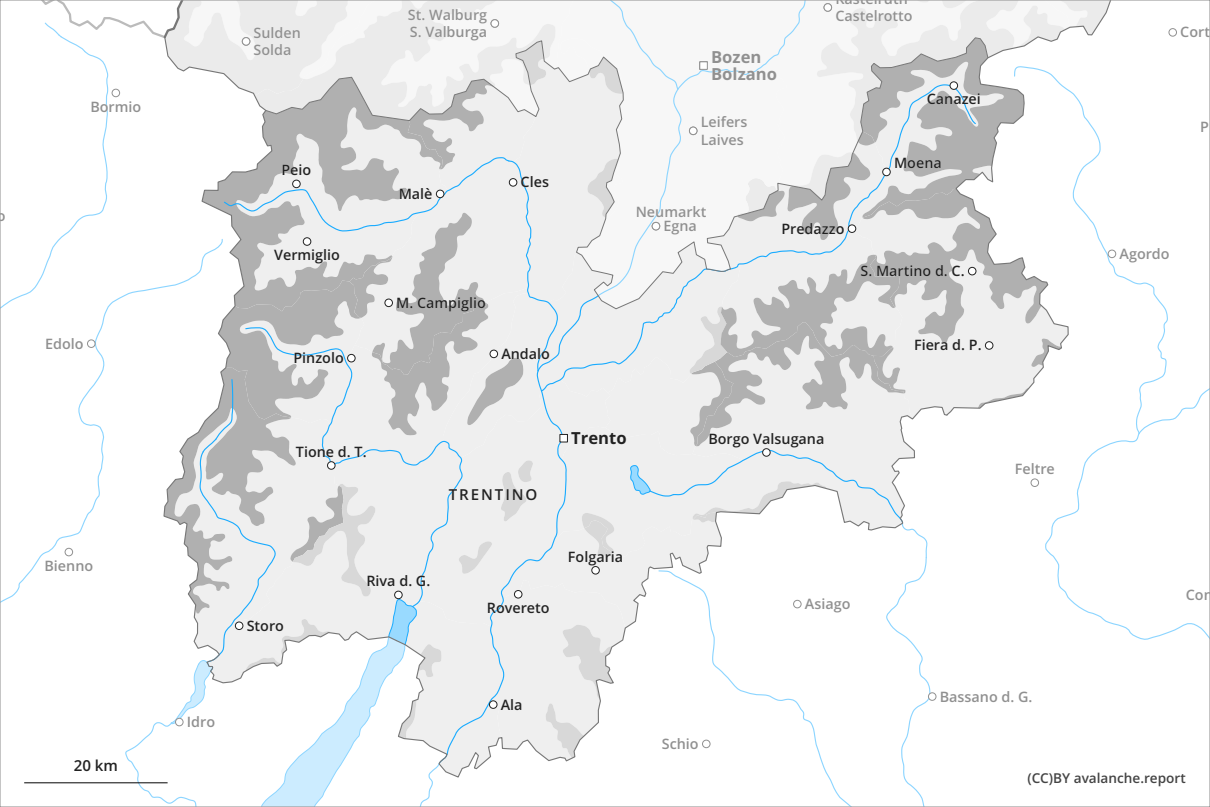 Kastelruth
Castelrotto
St. Walburg
S. Valburga
Sulden
Solda
Cort
Bozen
Bolzano
Bormio
Canazei
Leifers
Laives
P
Moena
Peio
Malè
Cles
Neumarkt
Egna
Predazzo
Vermiglio
Agordo
S. Martino d. C.
M. Campiglio
Edolo
Pinzolo
Andalo
Fiera d. P.
Trento
Borgo Valsugana
Tione d. T.
Feltre
TRENTINO
Bienno
Folgaria
Riva d. G.
Cor
Rovereto
Asiago
Storo
Bassano d. G.
Ala
Idro
Schio
20 km
(CC)BY avalanche.report